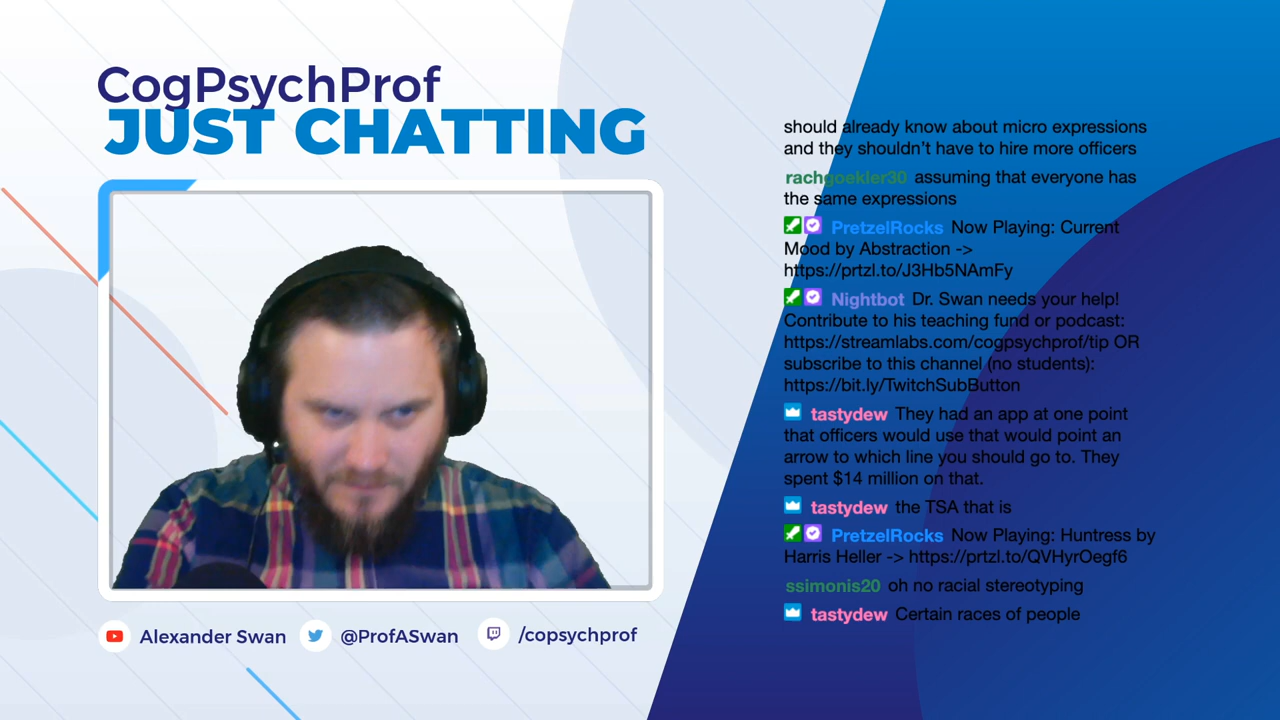 CogPsychProf
JUST CHATTING
Alexander Swan
@ProfASwan
/copsychprof
should already know about micro expressions
and they shouldn't have to hire more officers
rachgoekler30 assuming that everyone has
the same expressions
PretzelRocks Now Playing: Current
Mood by Abstraction ->
https://prtzl.to/J3Hb5NAmFy
Nightbot Dr. Swan needs your help!
Contribute to his teaching fund or podcast:
https://streamlabs.com/cogpsychprof/tip OR
subscribe to this channel (no students):
https://bit.ly/TwitchSubButton
tastydew They had an app at one point
that officers would use that would point an
arrow to which line you should go to. They
spent $14 million on that.
tastydew the TSA that is
PretzelRocks Now Playing: Huntress by
Harris Heller -> https://prtzl.to/QVHyrOegf6
ssimonis20 oh no racial stereotyping
tastydew Certain races of people